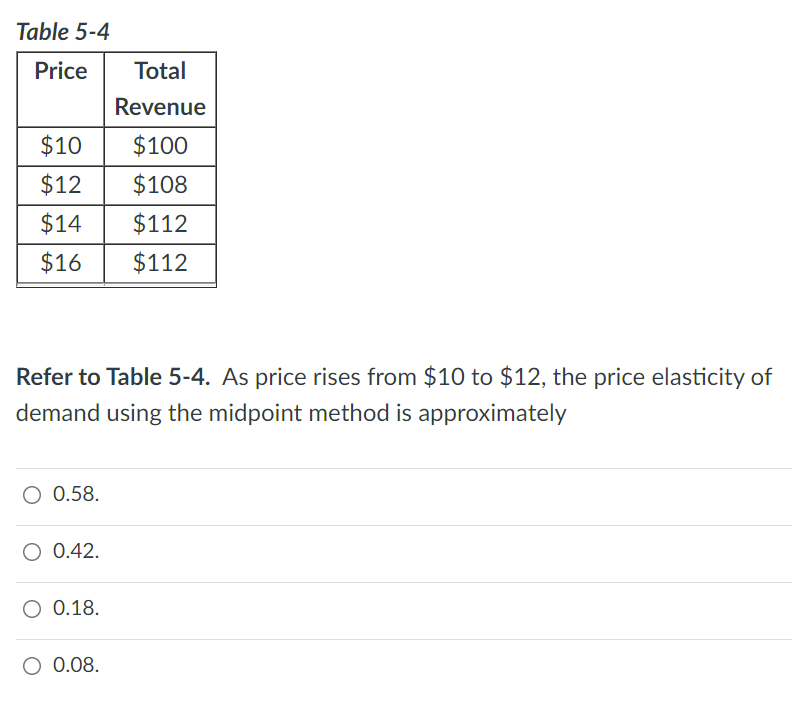 Table 5-4
Price Total
Revenue
$10 $100
$12 $108
$14 $112
$16 $112
Refer to Table 5-4. As price rises from $10 to $12, the price elasticity of
demand using the midpoint method is approximately
0.58.
0.42.
0.18.
0.08.